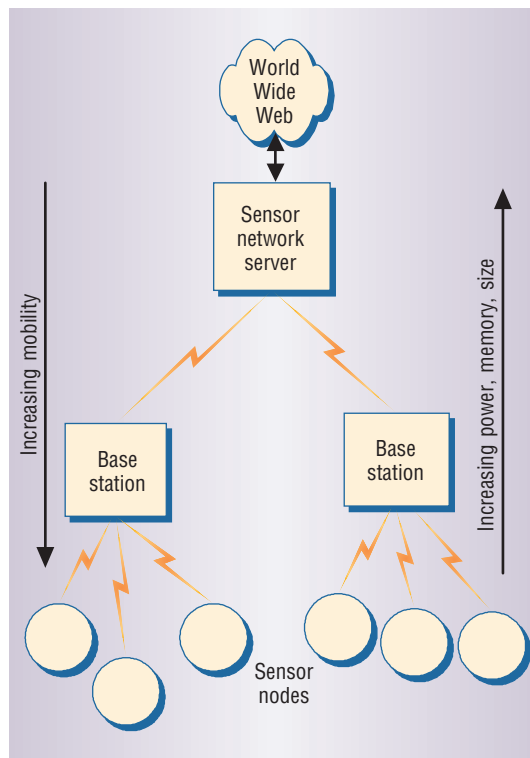 World
Wide
Web
Sensor
network
server
Increasing mobility
Increasing power, memory, size
Base
station
Base
station
Sensor
nodes